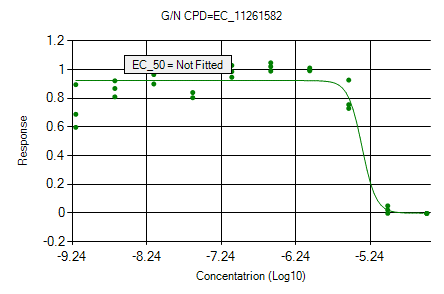 G/N CPD=EC_11261582
1.2
EC_50 = Not Fitted
1
0.8
0.6
0.4
0.2
0
-0.2
Response
-9.24 -8.24 -7.24 -6.24 -5.24
Concentatrion (Log10)